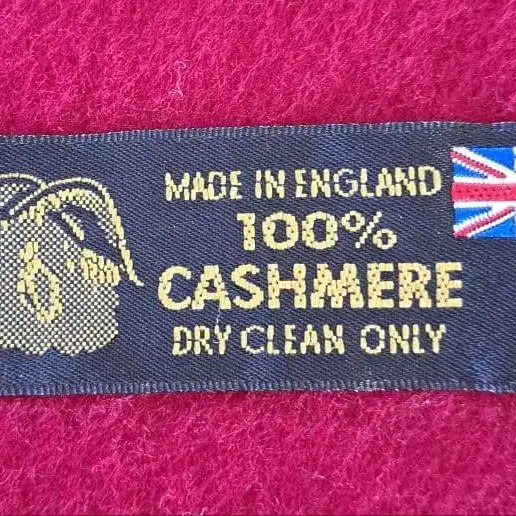 MADE IN ENGLAND
100%
CASHMERE
DRY CLEAN ONLY